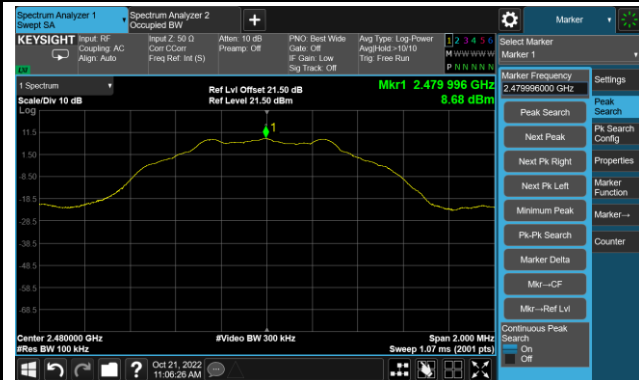 Spectrum Analyzer 1
Swept SA
Spectrum Analyzer 2
Occupied BW
Marker
KEYSIGHT
Input: RF
Coupling: AC
Align: Auto
Input Z: 50 Ω
Corr CCorr
Freq Ref: Int (S)
Atten: 10 dB
Preamp: Off
PNO: Best Wide
Gate: Off
IF Gain: Low
Sig Track: Off
Avg Type: Log-Power
Avg|Hold:>10/10
Trig: Free Run
1 2 3 4 5 6
M W W W W W
P N N N N N
Select Marker
Marker 1
1 Spectrum
Scale/Div 10 dB
Ref Lvl Offset 21.50 dB
Ref Level 21.50 dBm
Mkr1 2.479 996 GHz
8.68 dBm
Log
11.5
1.50
-8.50
-18.5
-28.5
-38.5
-48.5
-58.5
-68.5
1
Center 2.480000 GHz
#Res BW 100 kHz
#Video BW 300 kHz
Span 2.000 MHz
Sweep 1.07 ms (2001 pts)
Marker Frequency
2.479996000 GHz
Peak Search
Next Peak
Next Pk Right
Next Pk Left
Minimum Peak
Pk-Pk Search
Marker Delta
Mkr→CF
Mkr→Ref Lvl
Continuous Peak
Search
On
Off
Settings
Peak
Search
Pk Search
Config
Properties
Marker
Function
Marker→
Counter
?
Oct 21, 2022
11:06:26 AM